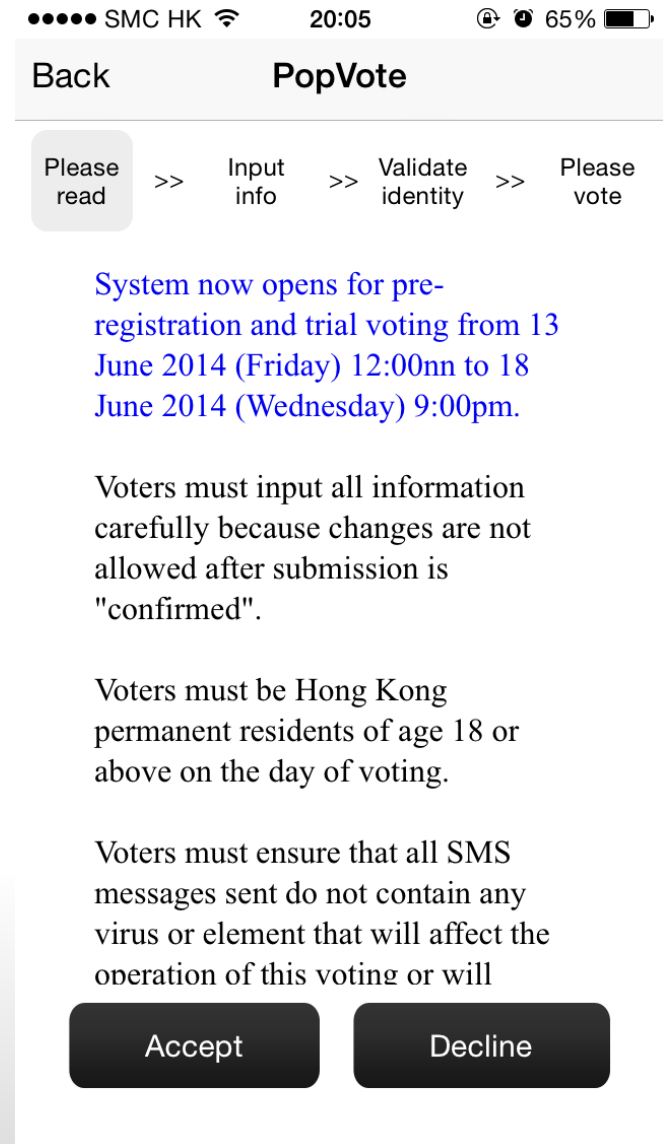 SMC HK 20:05 65%
Back PopVote
Please read >> Input info >> Validate identity >> Please vote
System now opens for pre-
registration and trial voting from 13
June 2014 (Friday) 12:00nn to 18
June 2014 (Wednesday) 9:00pm.
Voters must input all information
carefully because changes are not
allowed after submission is
"confirmed".
Voters must be Hong Kong
permanent residents of age 18 or
above on the day of voting.
Voters must ensure that all SMS
messages sent do not contain any
virus or element that will affect the
operation of this voting or will
Accept Decline